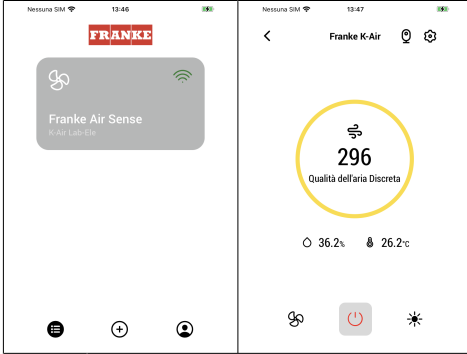 Nessuna SIM 13:46
FRANKE
Franke Air Sense
K-Air Lab-Ele
Nessuna SIM 13:47
Franke K-Air
296
Qualità dell'aria Discreta
36.2% 26.2°C